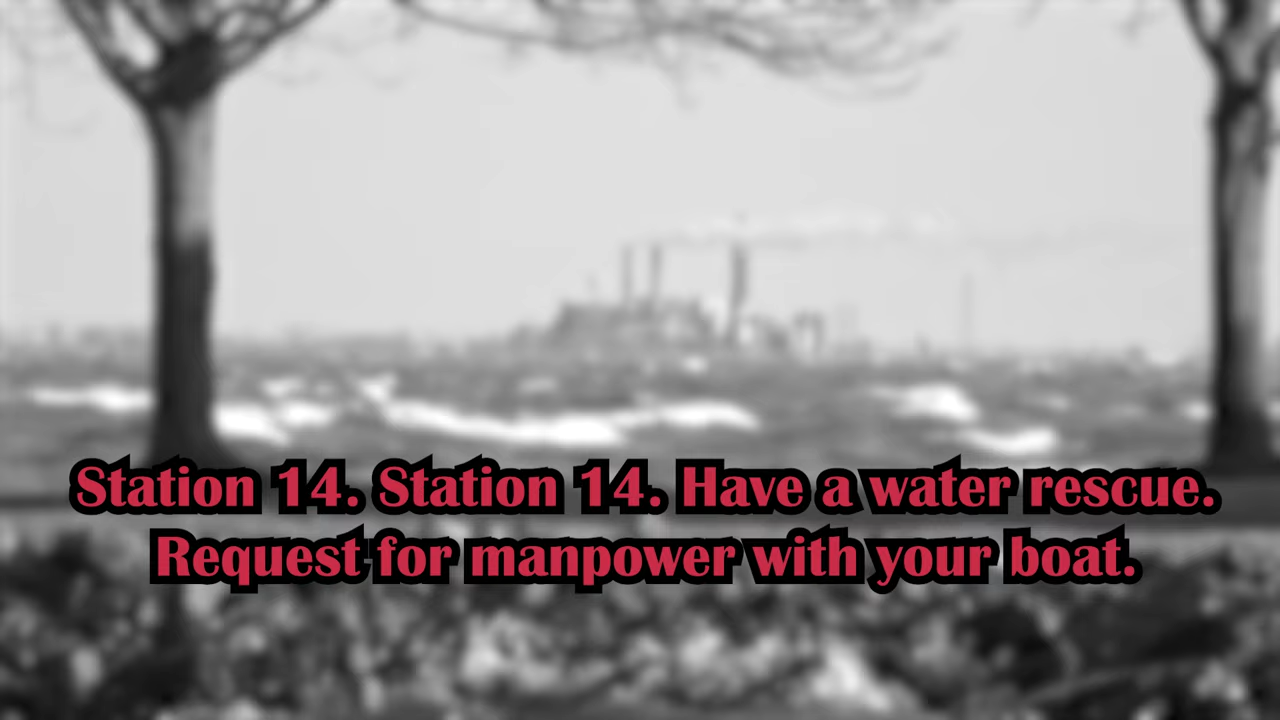 Station 14. Station 14. Have a water rescue.
Request for manpower with your boat.